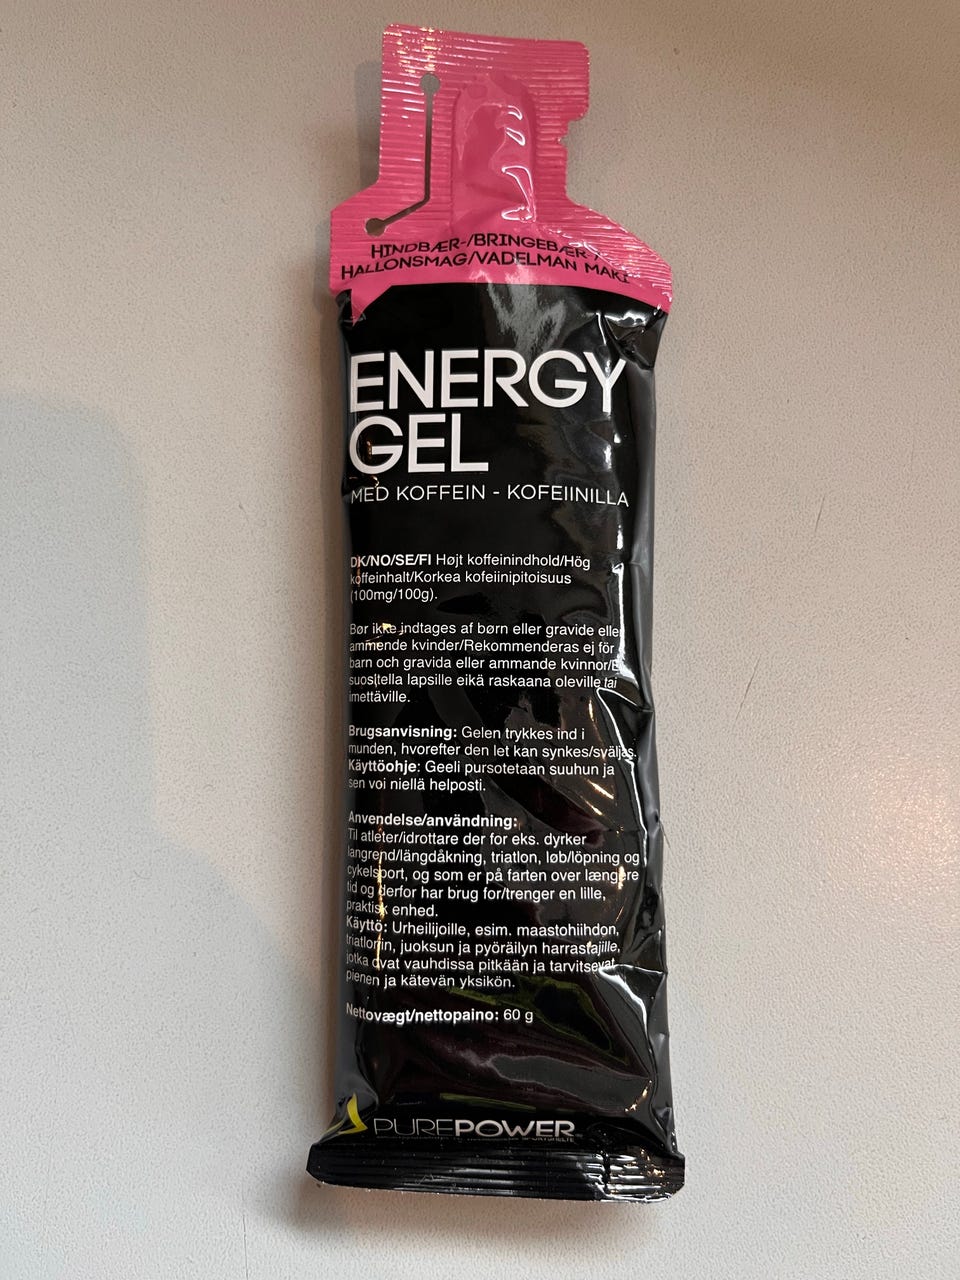 HINDBÆR-/BRINGEBÆR-/
HALLONSMAG/VADELMAN MAKU
ENERGY
GEL
MED KOFFEIN - KOFEIINILLA
DK/NO/SE/FI Højt koffeinindhold/Hög
koffeinhalt/Korkea kofeiinipitoisuus
(100mg/100g).
Bør ikke indtages af børn eller gravide eller
ammende kvinder/Rekommenderas ej för
barn och gravida eller ammande kvinnor/Ei
suositella lapsille eikä raskaana oleville tai
imettäville.
Brugsanvisning: Gelen trykkes ind i
munden, hvorefter den let kan synkes/sväljas.
Käyttöohje: Geeli pursotetaan suuhun ja
sen voi niellä helposti.
Anvendelse/användning:
Til atleter/idrottare der for eks. dyrker
langrend/längdåkning, triatlon, løb/löpning og
cykelsport, og som er på farten over længere
tid og derfor har brug for/trenger en lille,
praktisk enhed.
Käyttö: Urheilijoille, esim. maastohiihdon,
triatlonin, juoksun ja pyöräilyn harrastajille,
jotka ovat vauhdissa pitkään ja tarvitsevat
pienen ja kätevän yksikön.
Nettovægt/nettopaino: 60 g
PUREPOWER